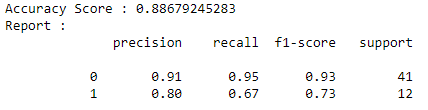 Accuracy Score : 0.88679245283
Report :
precision recall f1-score support
0 0.91 0.95 0.93 41
1 0.80 0.67 0.73 12